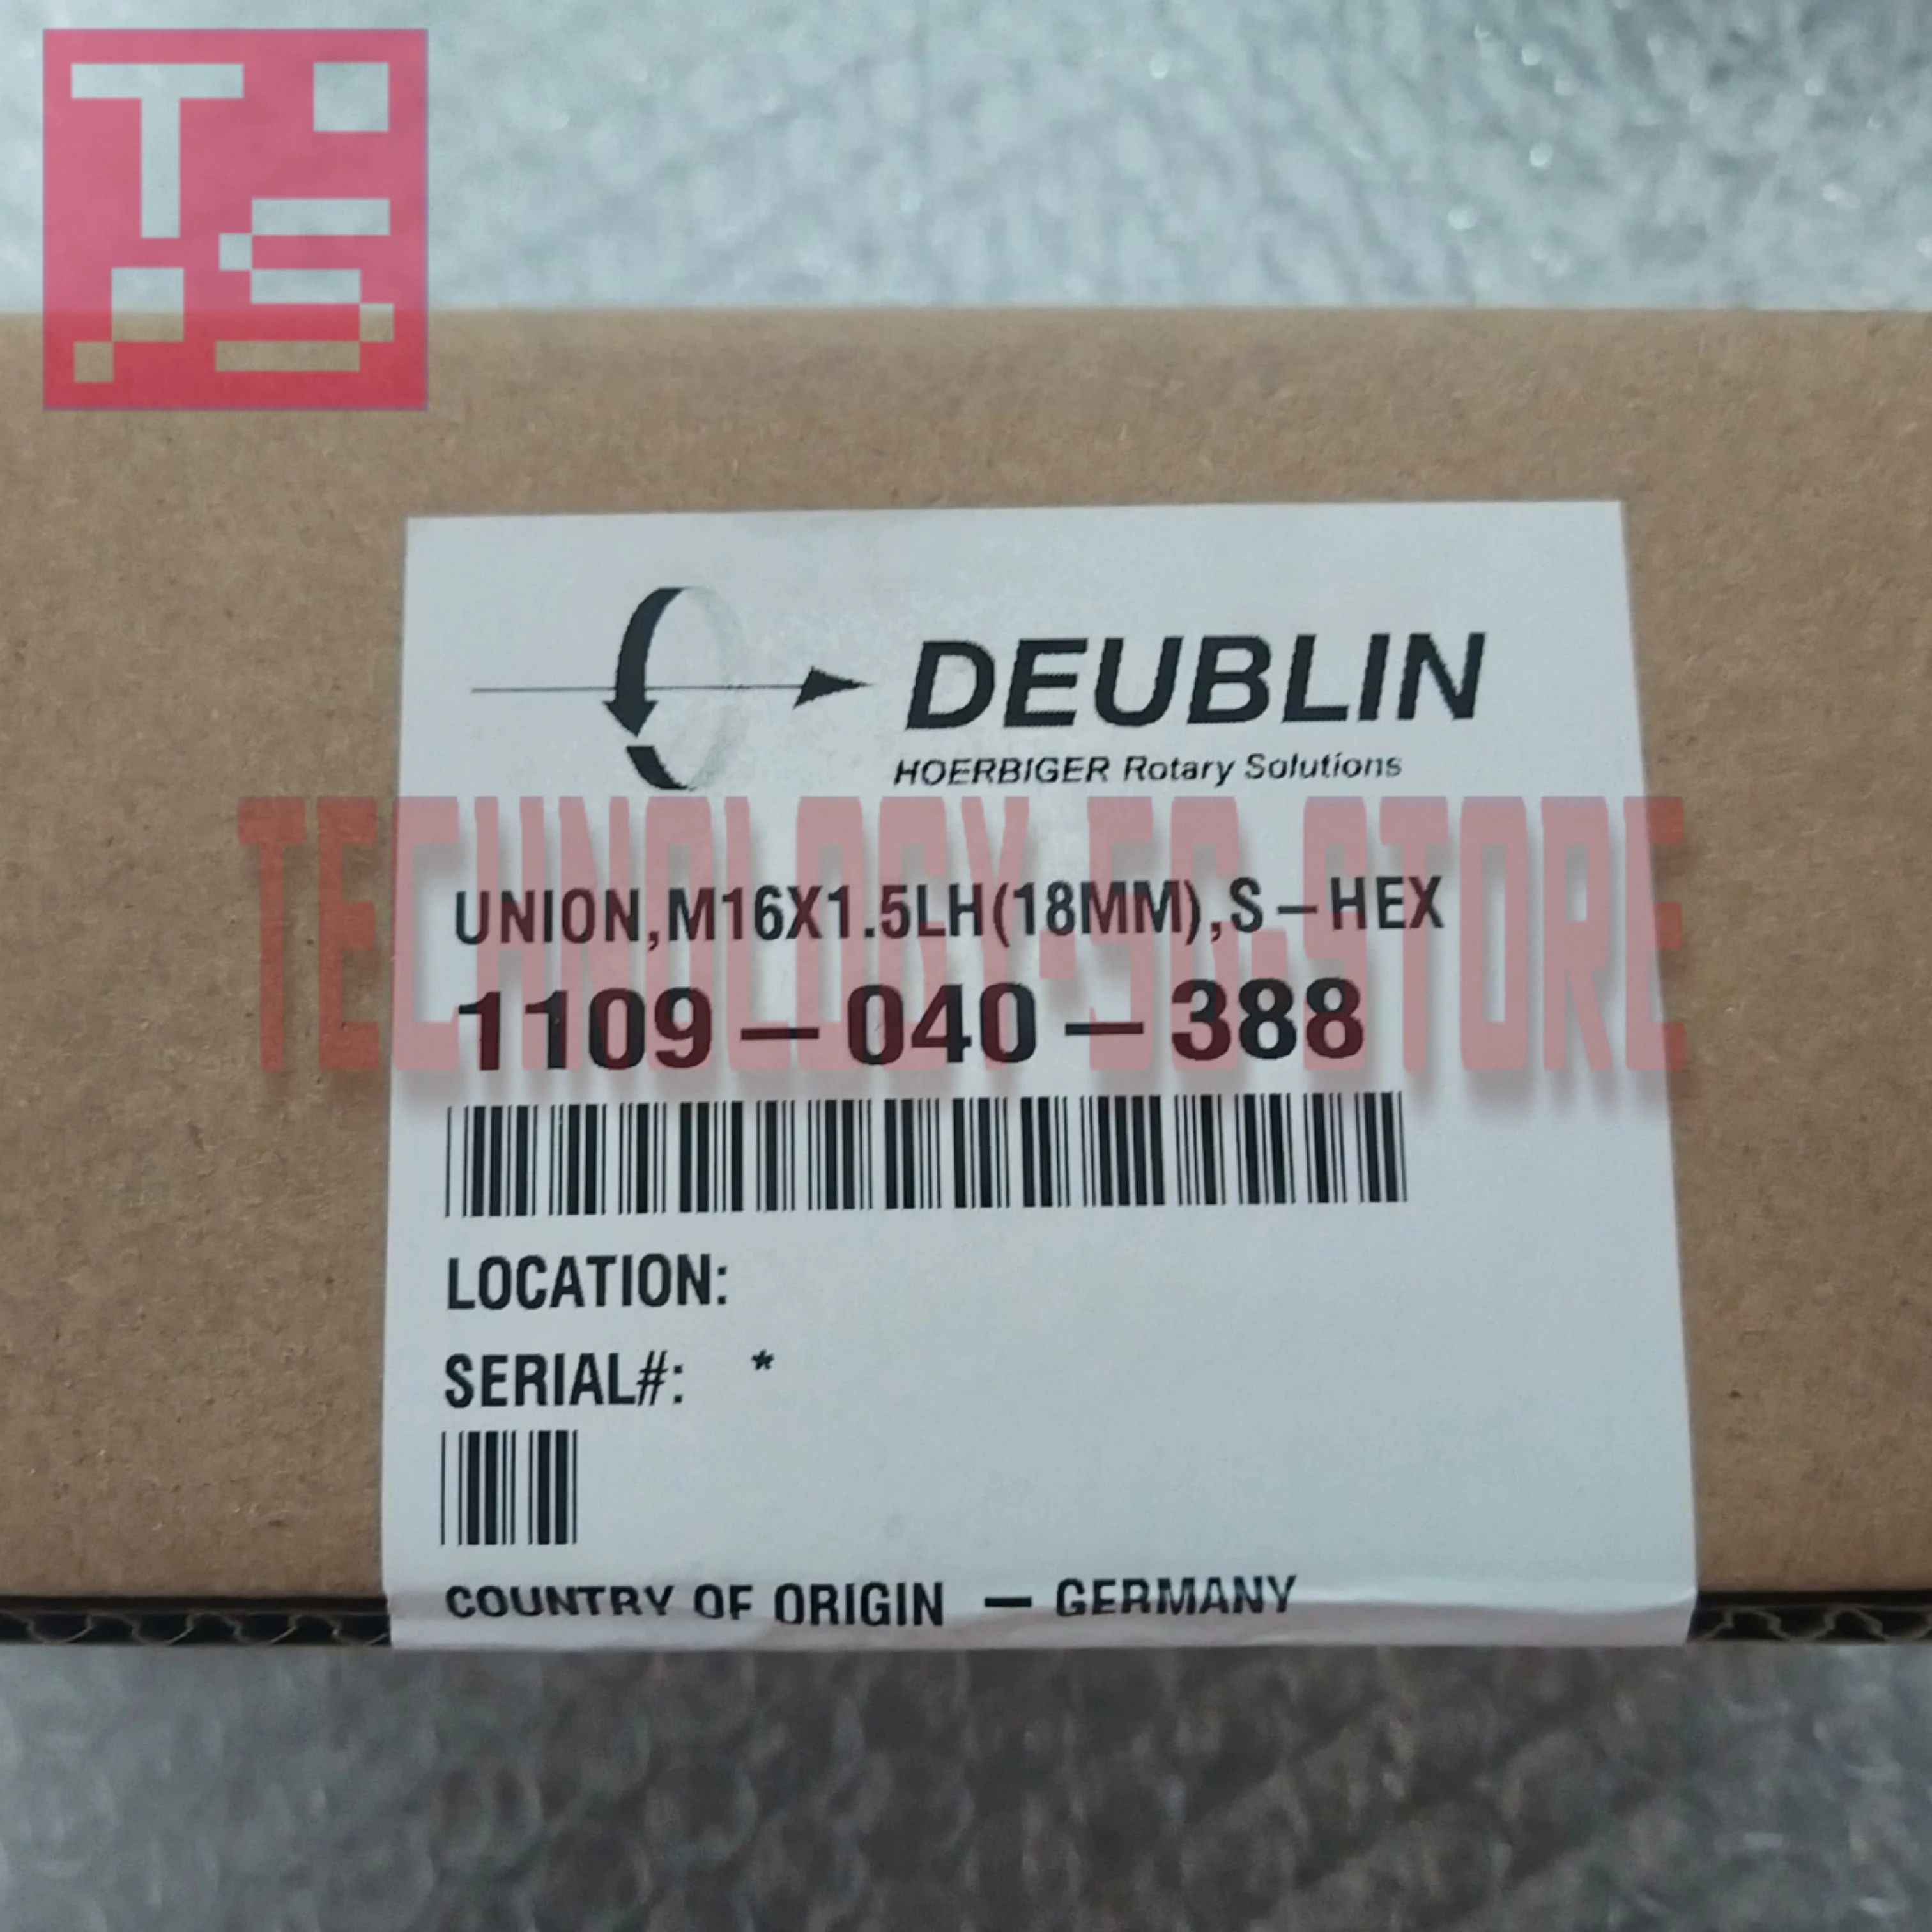 T S
DEUBLIN
HOERBIGER Rotary Solutions
TECHNOLOGY-5G-STORE
UNION,M16X1.5LH(18MM),S-HEX
1109-040-388
LOCATION:
SERIAL#: *
COUNTRY OF ORIGIN - GERMANY